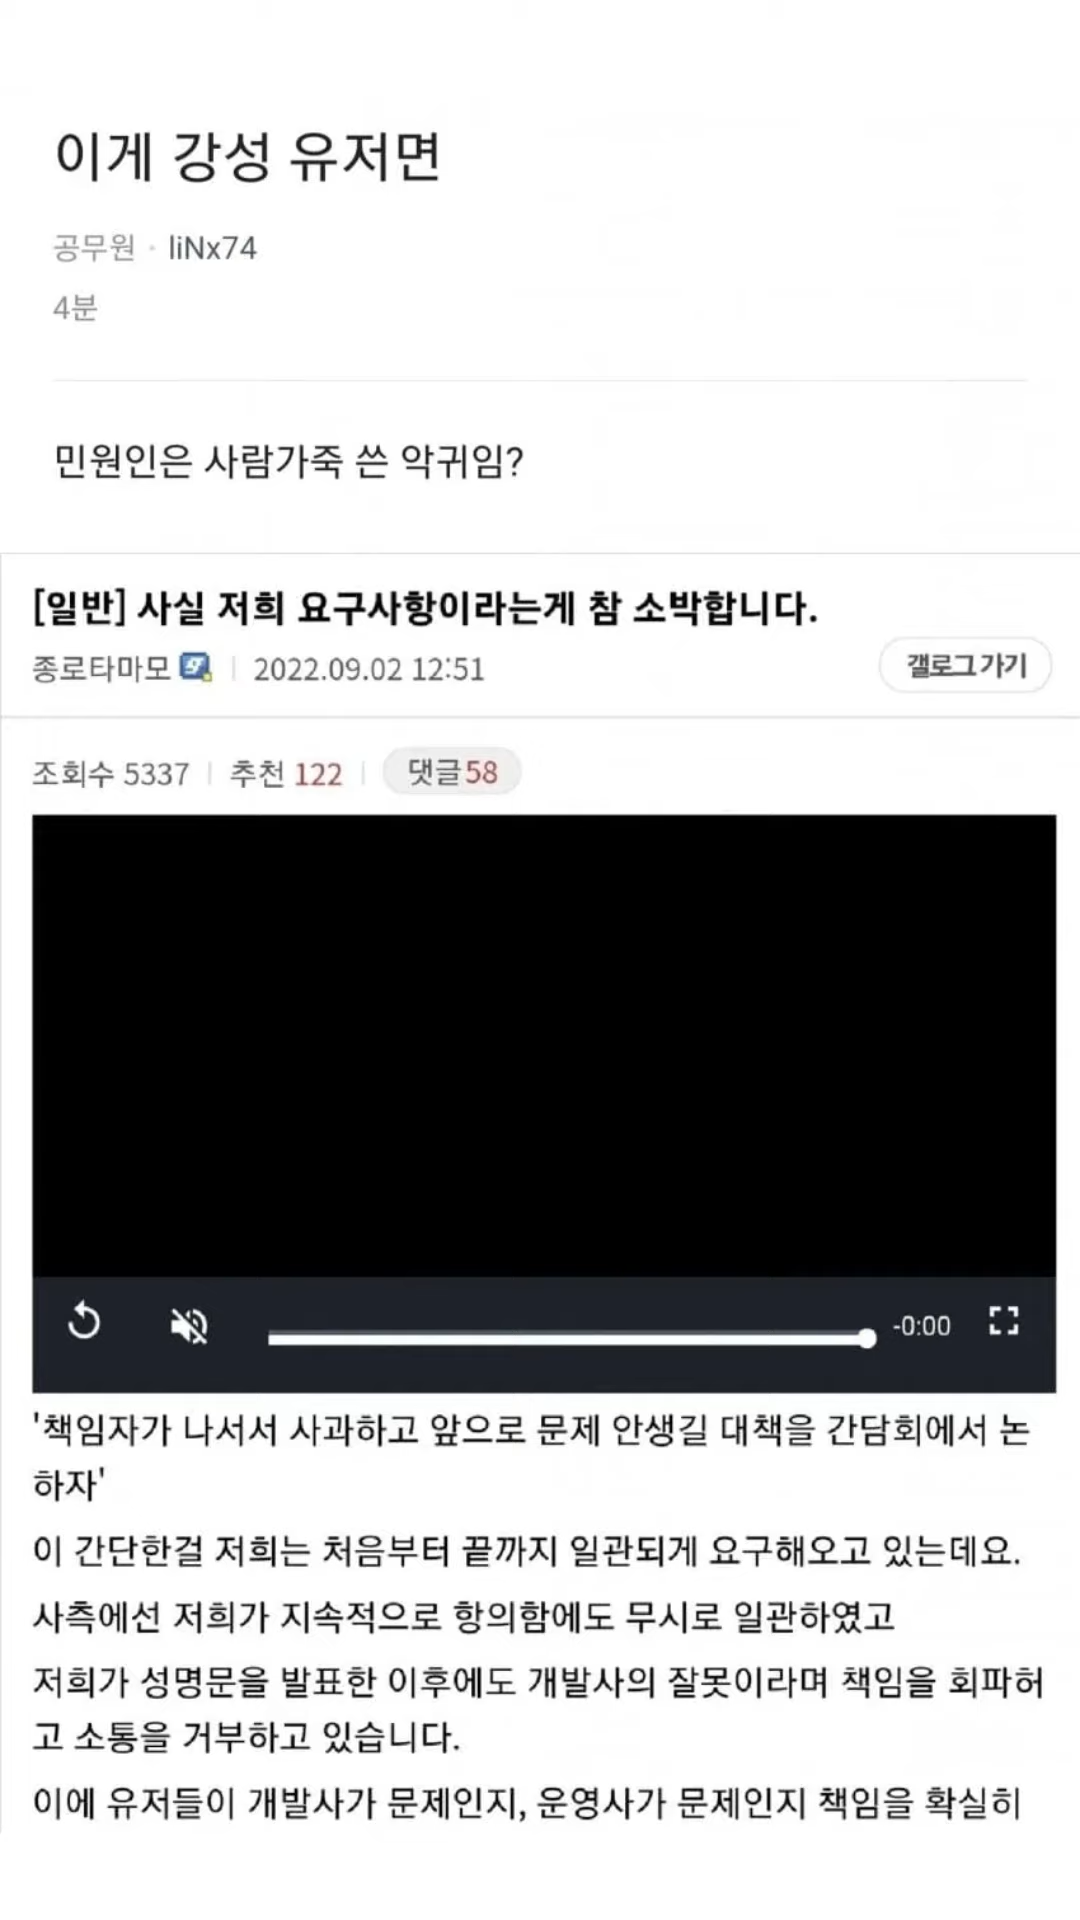 이게 강성 유저면
공무원 · liNx74
4분
민원인은 사람가죽 쓴 악귀임?
[일반] 사실 저희 요구사항이라는게 참 소박합니다.
종로타마모 g | 2022.09.02 12:51
갤로그 가기
조회수 5337 | 추천 122 | 댓글 58
-0:00
'책임자가 나서서 사과하고 앞으로 문제 안생길 대책을 간담회에서 논
하자'
이 간단한걸 저희는 처음부터 끝까지 일관되게 요구해오고 있는데요.
사측에선 저희가 지속적으로 항의함에도 무시로 일관하였고
저희가 성명문을 발표한 이후에도 개발사의 잘못이라며 책임을 회파허
고 소통을 거부하고 있습니다.
이에 유저들이 개발사가 문제인지, 운영사가 문제인지 책임을 확실히